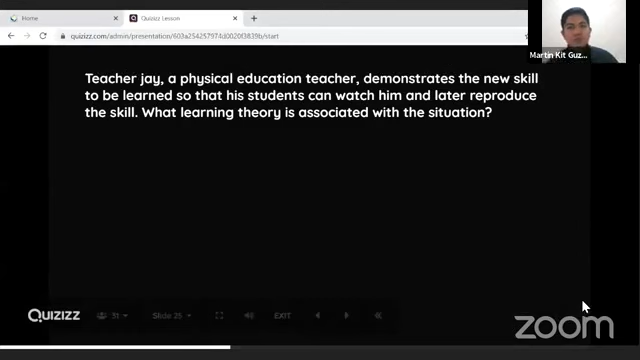 Home
Quizizz Lesson
quizizz.com/admin/presentation/603a254257974d0020f3839b/start
Martin Kit Guz...
Teacher jay, a physical education teacher, demonstrates the new skill
to be learned so that his students can watch him and later reproduce
the skill. What learning theory is associated with the situation?
QUIZIZZ
Slide 25
EXIT
zoom